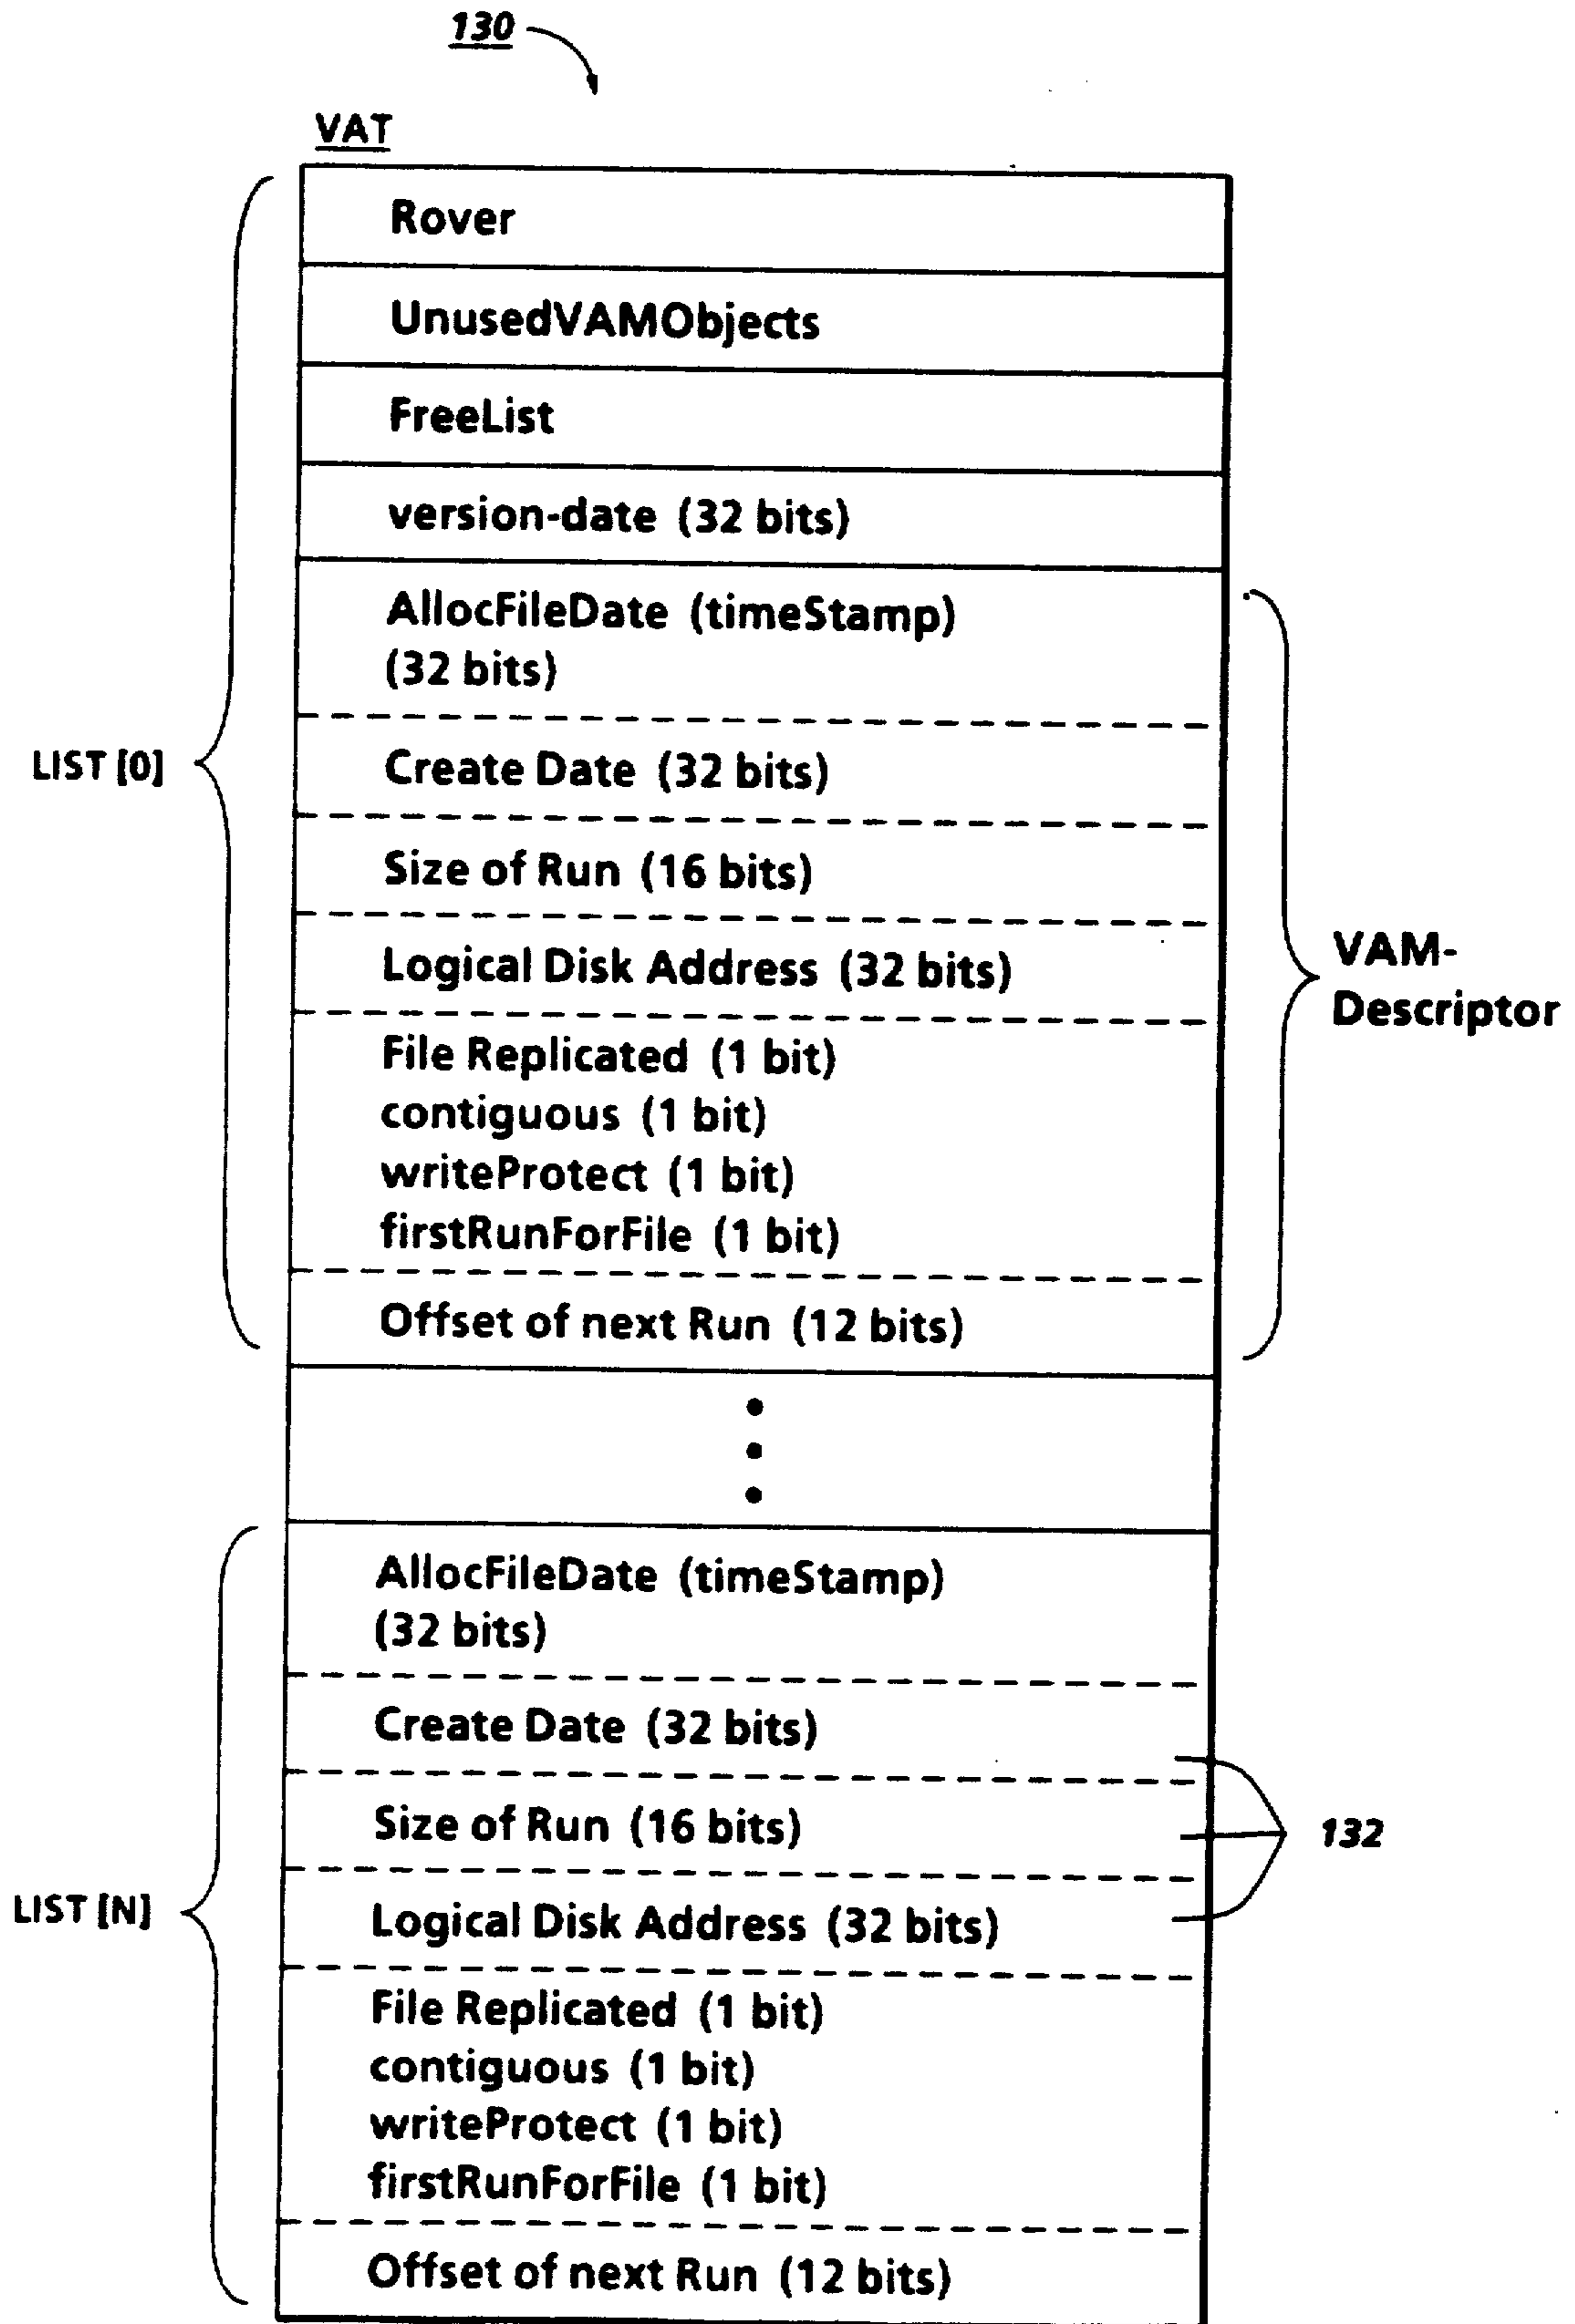 130
VAT
Rover
UnusedVAMObjects
FreeList
version-date (32 bits)
AllocFileDate (timeStamp)
(32 bits)
Create Date (32 bits)
Size of Run (16 bits)
Logical Disk Address (32 bits)
File Replicated (1 bit)
contiguous (1 bit)
writeProtect (1 bit)
firstRunForFile (1 bit)
Offset of next Run (12 bits)
LIST [0]
VAM-
Descriptor
AllocFileDate (timeStamp)
(32 bits)
Create Date (32 bits)
Size of Run (16 bits)
Logical Disk Address (32 bits)
File Replicated (1 bit)
contiguous (1 bit)
writeProtect (1 bit)
firstRunForFile (1 bit)
Offset of next Run (12 bits)
LIST [N]
132